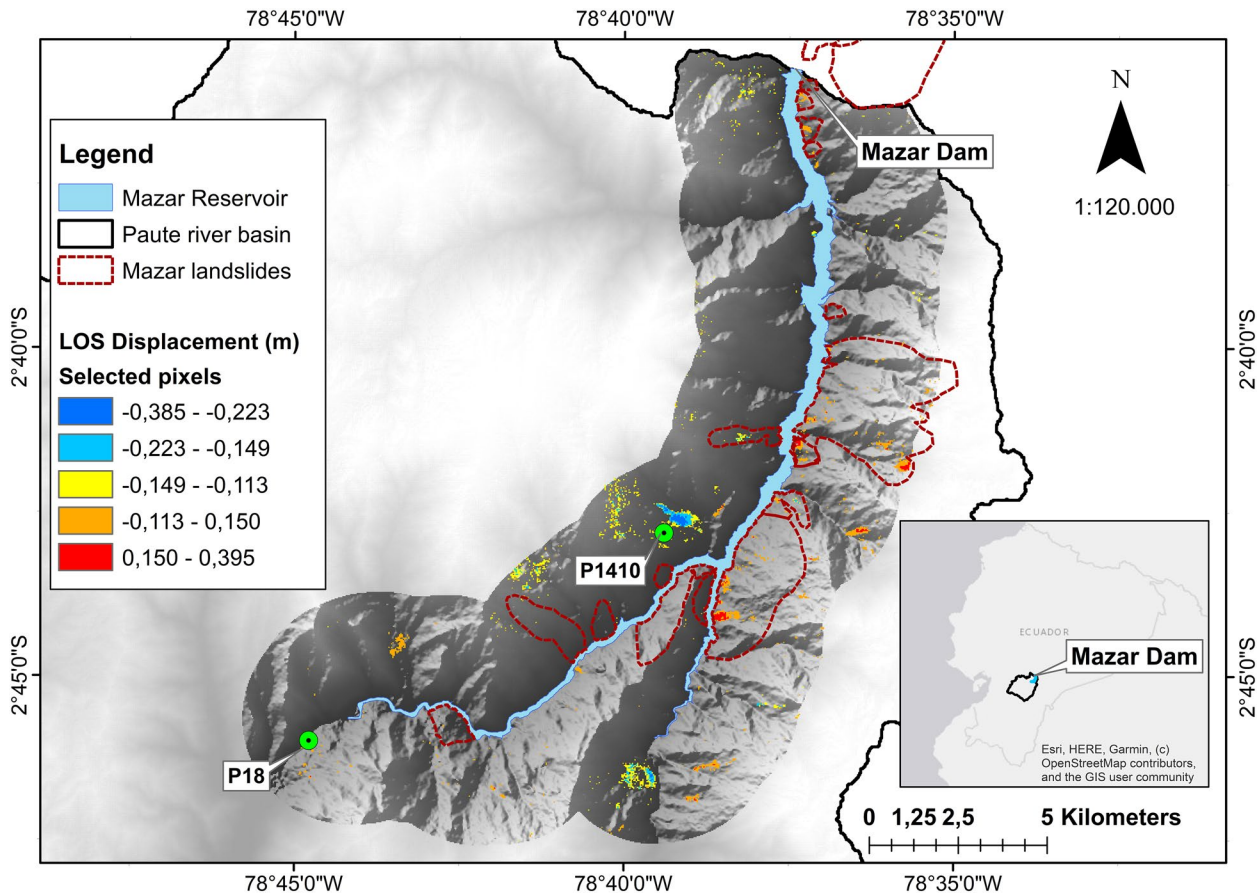 78°45'0"W
78°40'0"W
78°35'0"W
N
1:120.000
Mazar Dam
Legend
Mazar Reservoir
Paute river basin
Mazar landslides
LOS Displacement (m)
Selected pixels
-0,385 - -0,223
-0,223 - -0,149
-0,149 - -0,113
-0,113 - 0,150
0,150 - 0,395
2°40'0"S
2°40'0"S
P1410
P18
2°45'0"S
2°45'0"S
ECUADOR
Mazar Dam
Esri, HERE, Garmin, (c)
OpenStreetMap contributors,
and the GIS user community
0 1,25 2,5 5 Kilometers
78°45'0"W
78°40'0"W
78°35'0"W